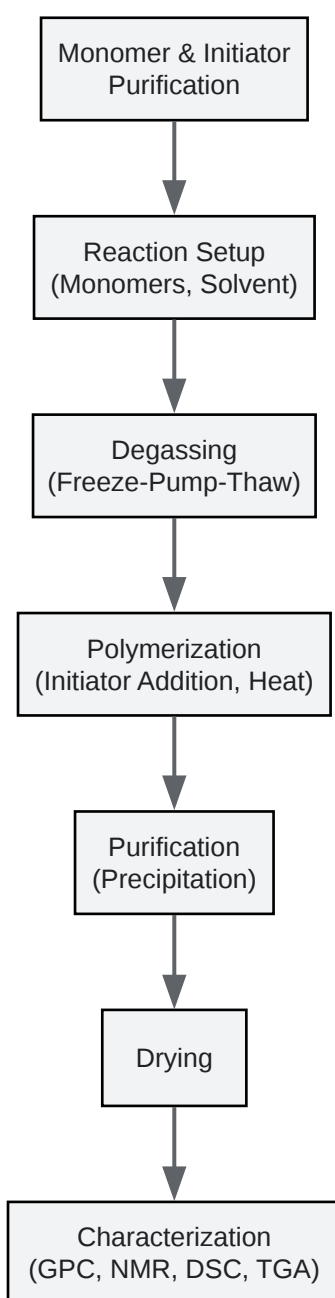 Monomer & Initiator
Purification
Reaction Setup
(Monomers, Solvent)
Degassing
(Freeze-Pump-Thaw)
Polymerization
(Initiator Addition, Heat)
Purification
(Precipitation)
Drying
Characterization
(GPC, NMR, DSC, TGA)